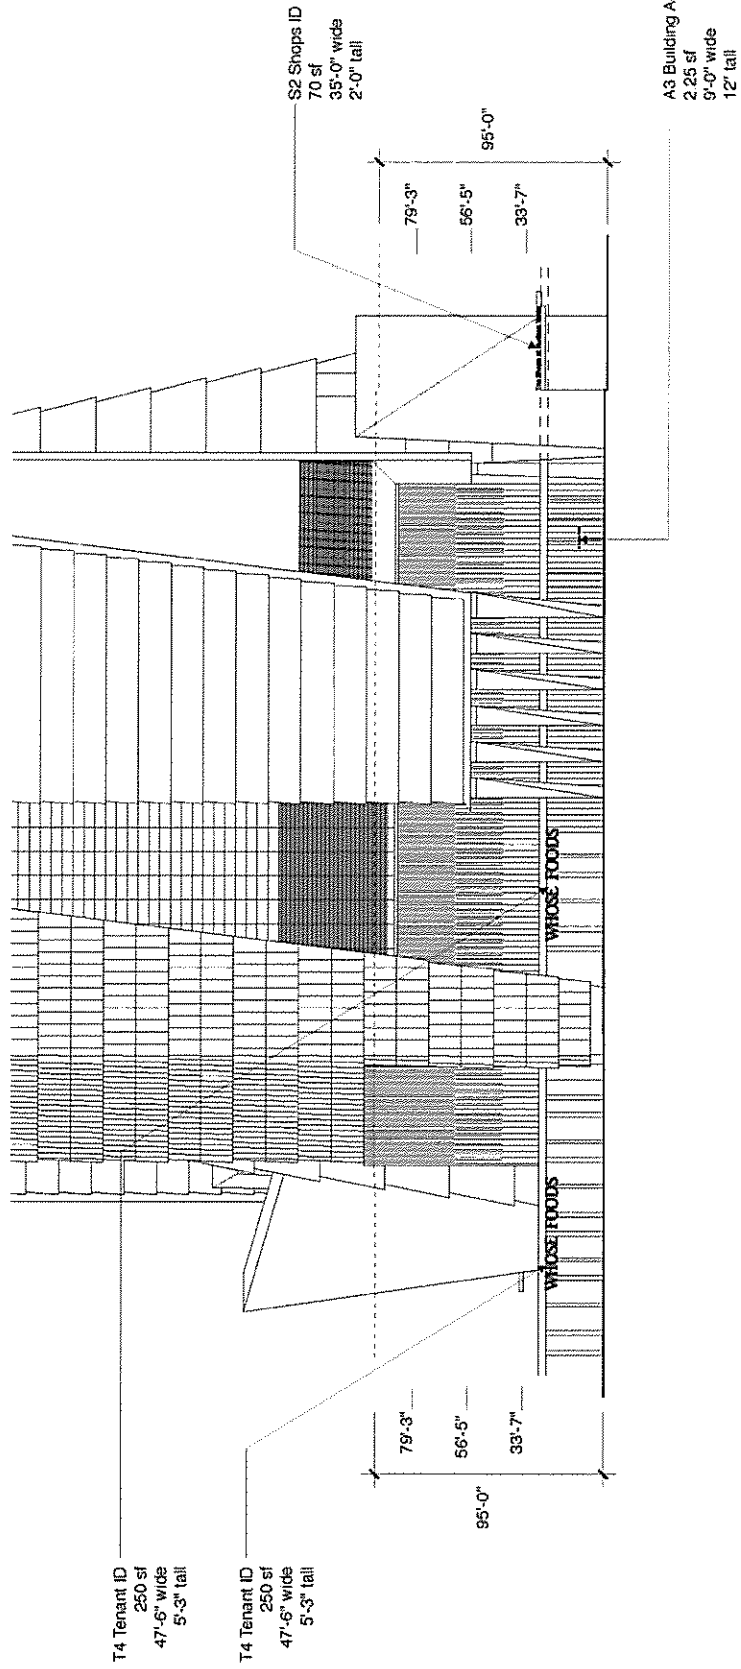 S2 Shops ID
70 sf
35'-0" wide
2'-0" tall
A3 Building A
2.25 sf
9'-0" wide
12" tall
95'-0"
79'-3"
56'-5"
33'-7"
WHOSE FOODS
WHOSE FOODS
79'-3"
56'-5"
33'-7"
95'-0"
T4 Tenant ID
250 sf
47'-6" wide
5'-3" tall
T4 Tenant ID
250 sf
47'-6" wide
5'-3" tall